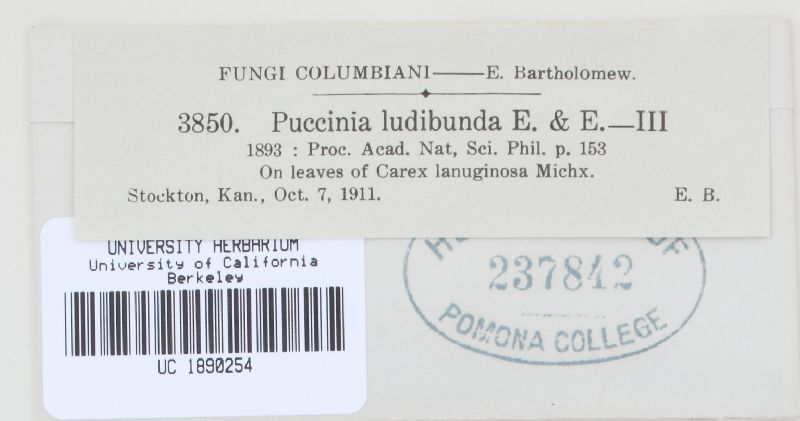 FUNGI COLUMBIANI——E. Bartholomew.
3850. Puccinia ludibunda E. & E.—III
1893 : Proc. Acad. Nat, Sci. Phil. p. 153
On leaves of Carex lanuginosa Michx.
Stockton, Kan., Oct. 7, 1911. E. B.
UNIVERSITY HERBARIUM
University of California
Berkeley
UC 1890254
237842
POMONA COLLEGE